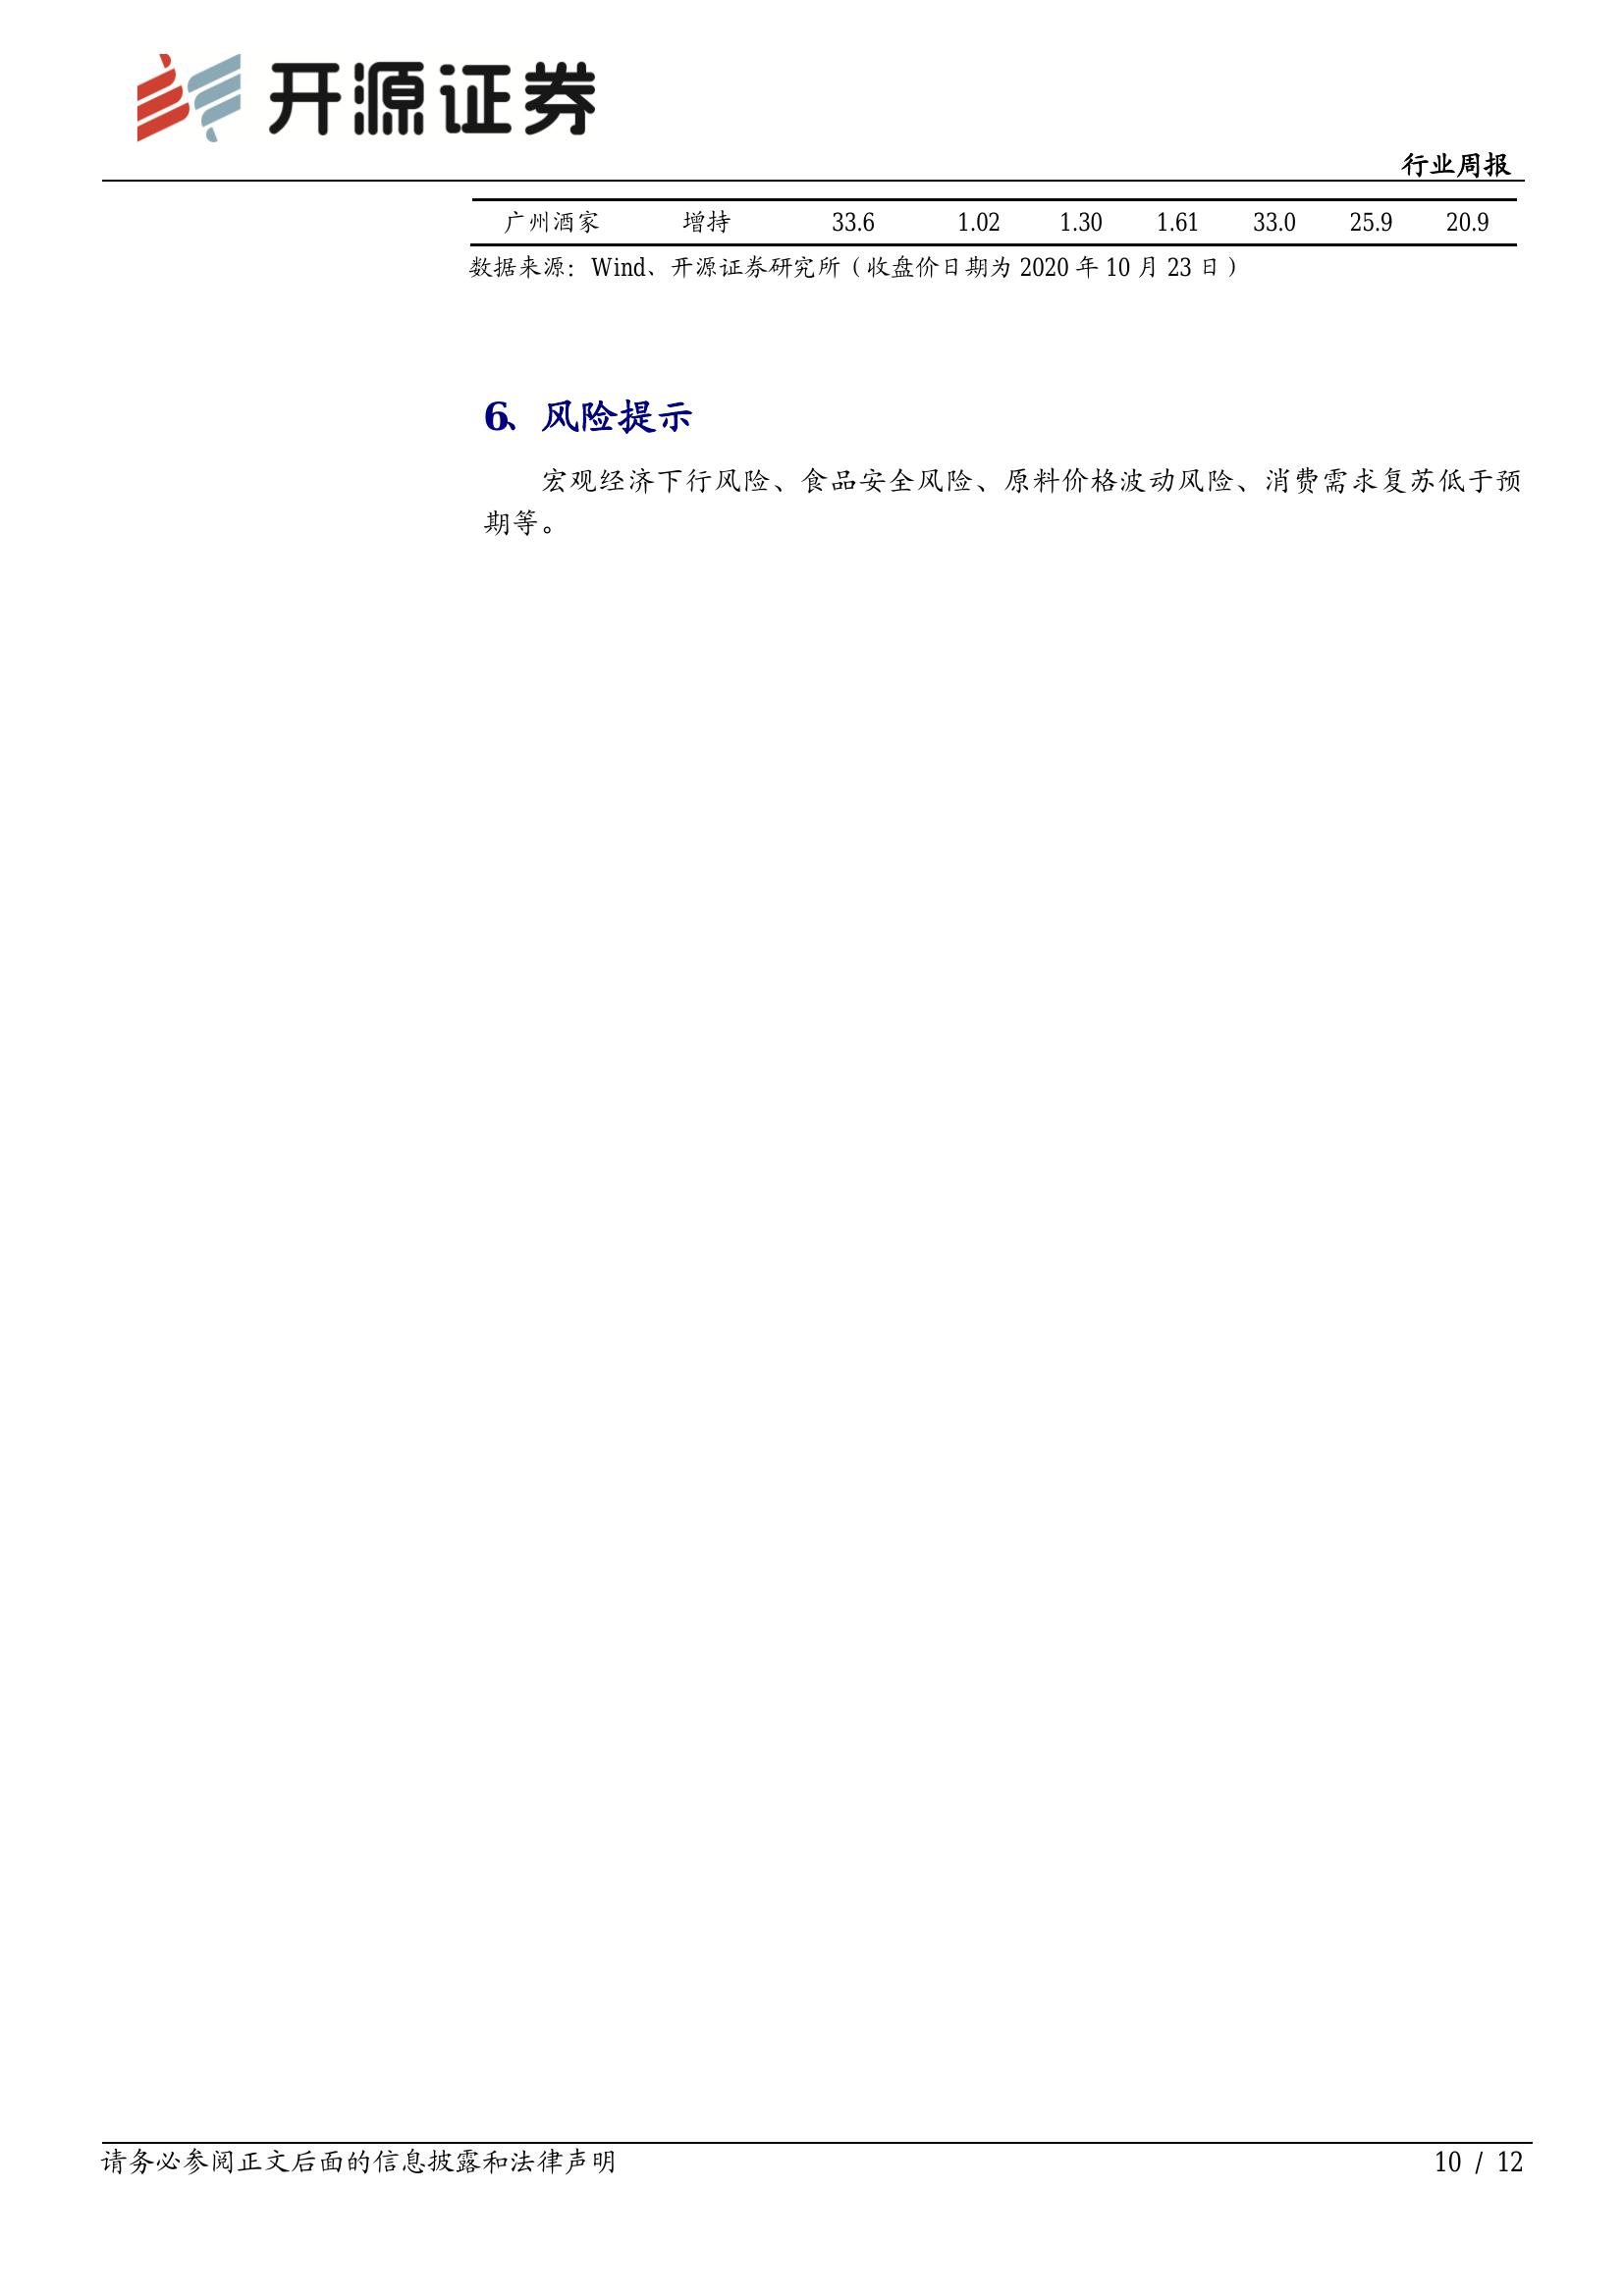 开源证券
行业周报
广州酒家 增持 33.6 1.02 1.30 1.61 33.0 25.9 20.9
数据来源：Wind、开源证券研究所（收盘价日期为 2020 年 10 月 23 日）
6、风险提示
宏观经济下行风险、食品安全风险、原料价格波动风险、消费需求复苏低于预
期等。
请务必参阅正文后面的信息披露和法律声明 10 / 12